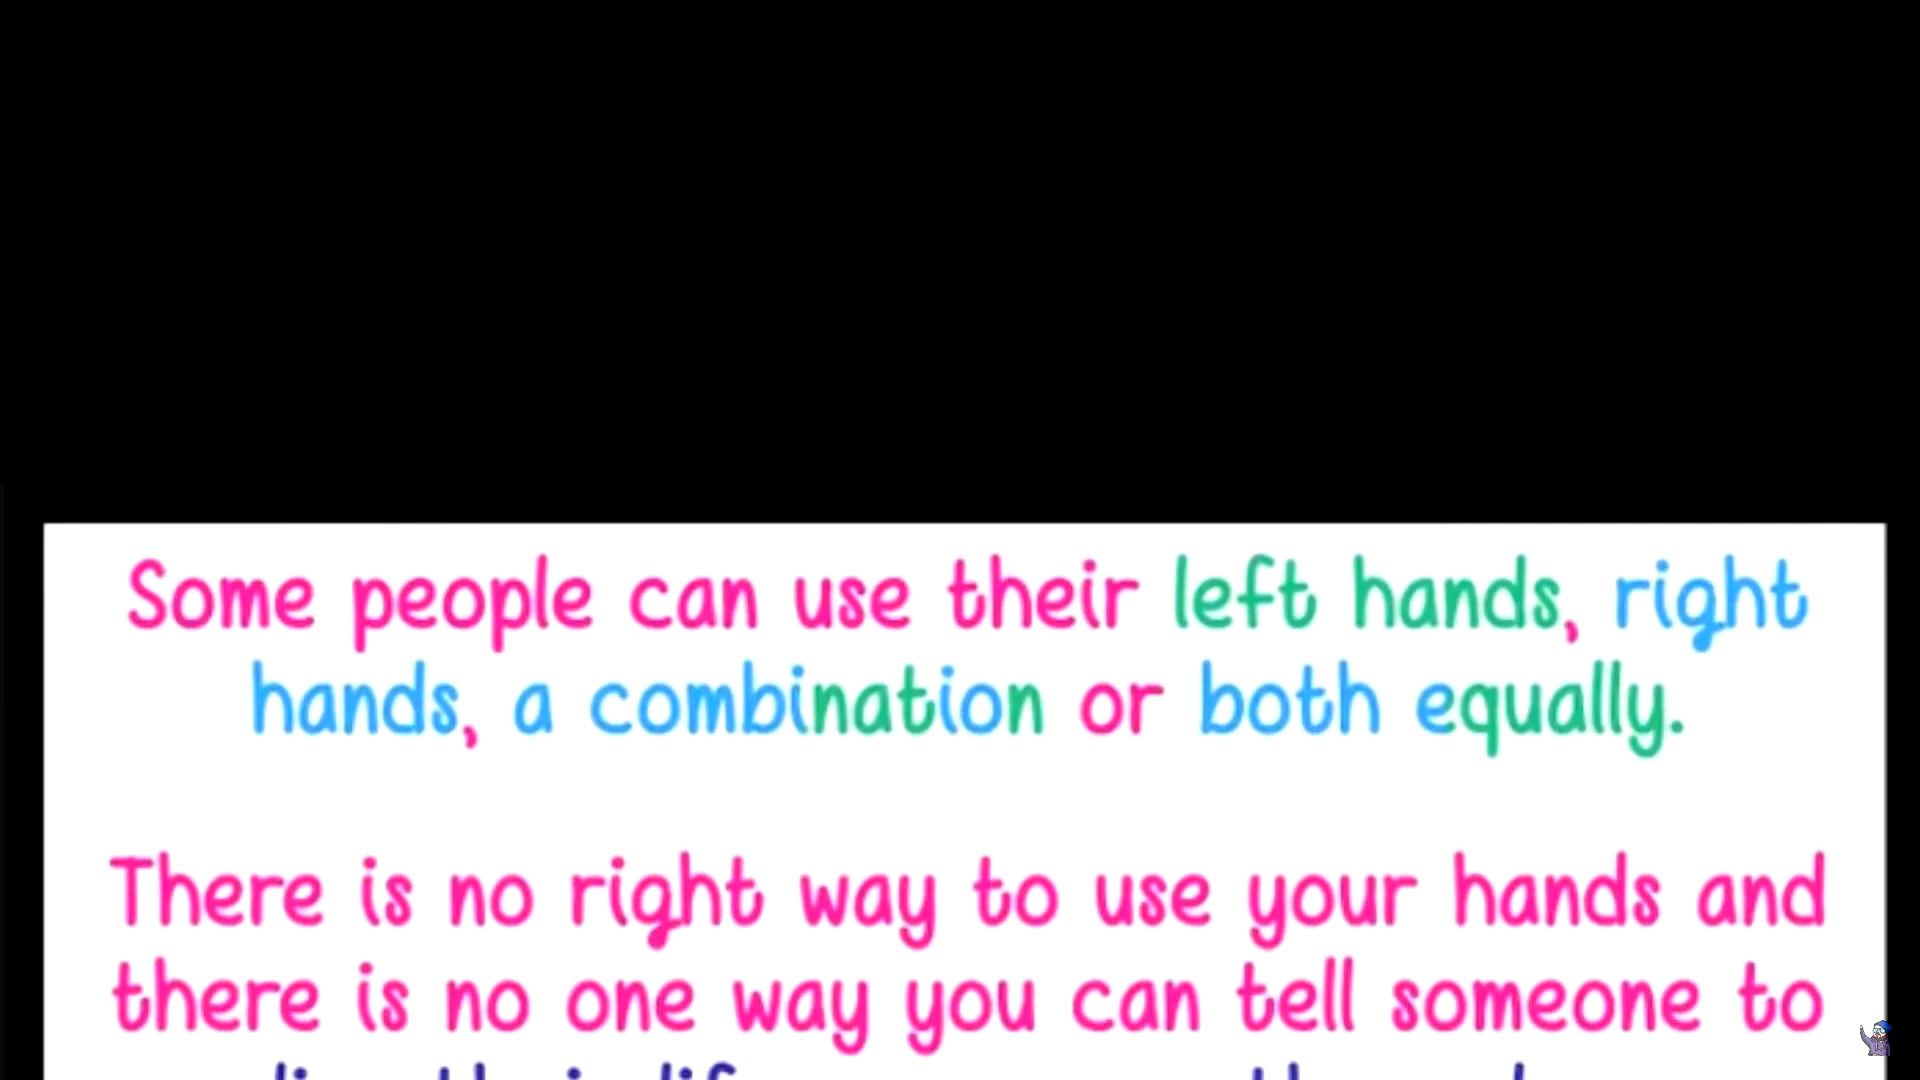 Some people can use their left hands, right
hands, a combination or both equally.
There is no right way to use your hands and
there is no one way you can tell someone to